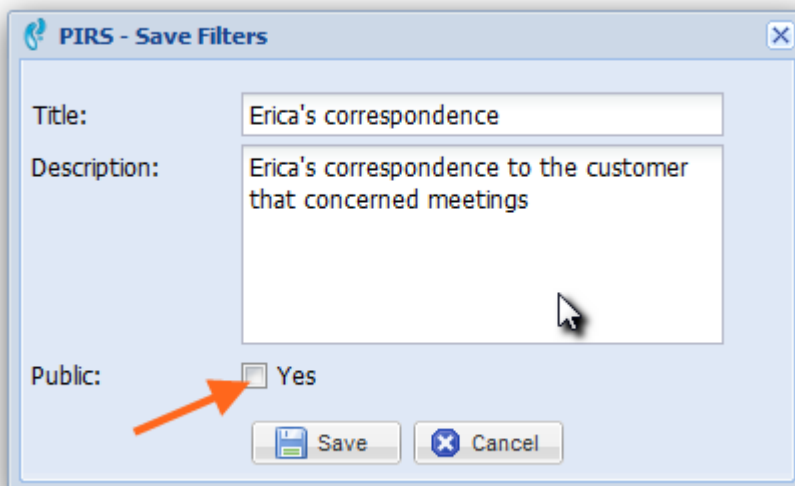 PIRS - Save Filters
Title:
Erica's correspondence
Description:
Erica's correspondence to the customer
that concerned meetings
Public:
Yes
Save
Cancel